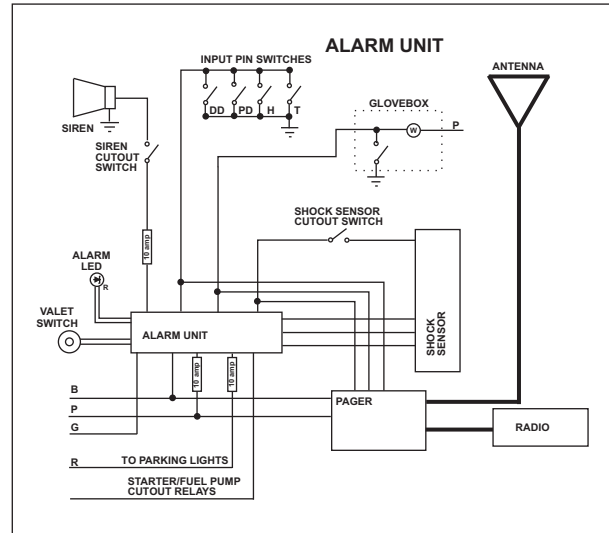 ALARM UNIT
INPUT PIN SWITCHES
ANTENNA
DD PD H T
GLOVEBOX
W
P
SIREN
SIREN
CUTOUT
SWITCH
SHOCK SENSOR
CUTOUT SWITCH
10 amp
ALARM
LED
R
VALET
SWITCH
ALARM UNIT
SHOCK
SENSOR
10 amp
10 amp
B
P
G
PAGER
RADIO
R
TO PARKING LIGHTS
STARTER/FUEL PUMP
CUTOUT RELAYS